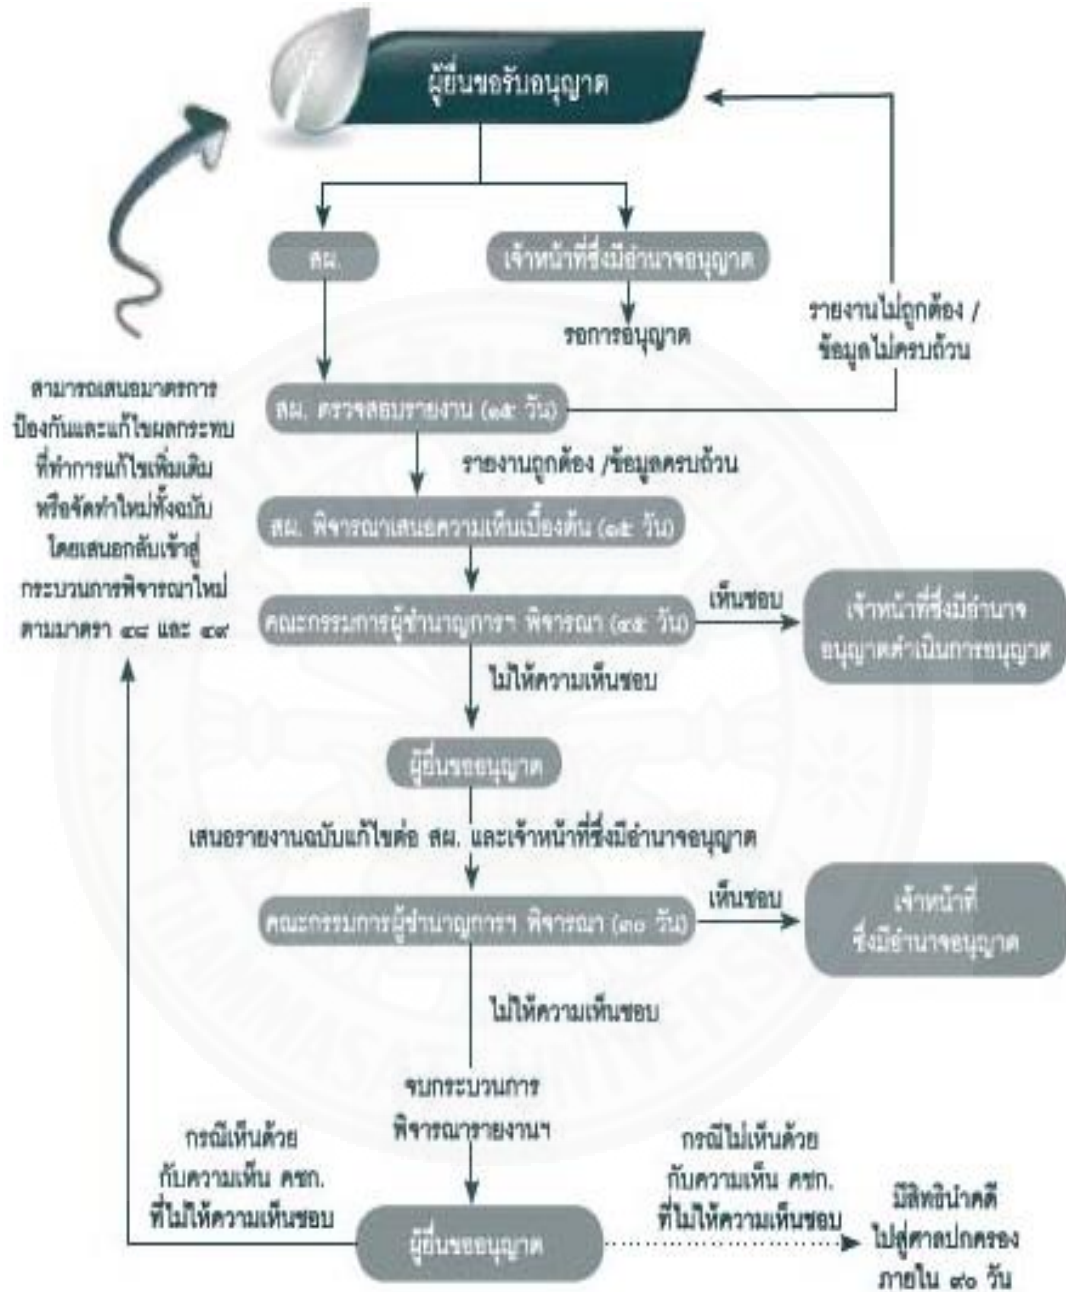 ผู้ยื่นขอรับอนุญาต
สผ.
เจ้าหน้าที่ซึ่งมีอำนาจอนุญาต
รอการอนุญาต
รายงานไม่ถูกต้อง /
ข้อมูลไม่ครบถ้วน
สผ. ตรวจสอบรายงาน (๑๕ วัน)
รายงานถูกต้อง /ข้อมูลครบถ้วน
สามารถเสนอมาตรการ
ป้องกันและแก้ไขผลกระทบ
ที่ทำการแก้ไขเพิ่มเติม
หรือจัดทำใหม่ทั้งฉบับ
โดยเสนอกลับเข้าสู่
กระบวนการพิจารณาใหม่
ตามมาตรา ๔๘ และ ๔๙
สผ. พิจารณาเสนอความเห็นเบื้องต้น (๑๕ วัน)
คณะกรรมการผู้ชำนาญการฯ พิจารณา (๔๕ วัน)
เห็นชอบ
เจ้าหน้าที่ซึ่งมีอำนาจ
อนุญาตดำเนินการอนุญาต
ไม่ให้ความเห็นชอบ
ผู้ยื่นขออนุญาต
เสนอรายงานฉบับแก้ไขต่อ สผ. และเจ้าหน้าที่ซึ่งมีอำนาจอนุญาต
คณะกรรมการผู้ชำนาญการฯ พิจารณา (๓๐ วัน)
เห็นชอบ
เจ้าหน้าที่
ซึ่งมีอำนาจอนุญาต
ไม่ให้ความเห็นชอบ
จบกระบวนการ
พิจารณารายงานฯ
กรณีเห็นด้วย
กับความเห็น คชก.
ที่ไม่ให้ความเห็นชอบ
ผู้ยื่นขออนุญาต
กรณีไม่เห็นด้วย
กับความเห็น คชก.
ที่ไม่ให้ความเห็นชอบ
มีสิทธินำคดี
ไปสู่ศาลปกครอง
ภายใน ๙๐ วัน
THAMMASAT UNIVERSITY